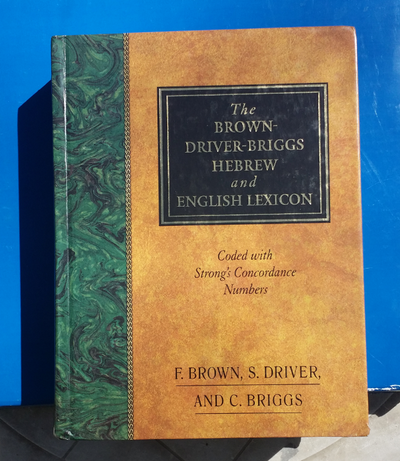 The
BROWN-
DRIVER-BRIGGS
HEBREW
and
ENGLISH LEXICON
Coded with
Strong's Concordance
Numbers
F. BROWN, S. DRIVER,
AND C. BRIGGS